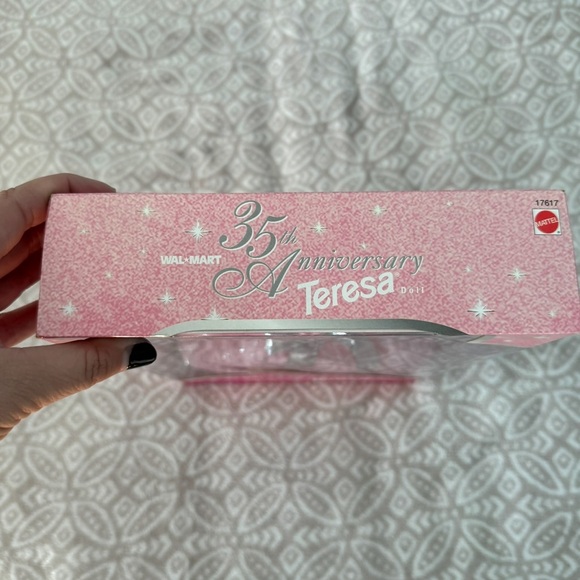 17617
MATTEL
35th
WAL★MART
Anniversary
Teresa Doll